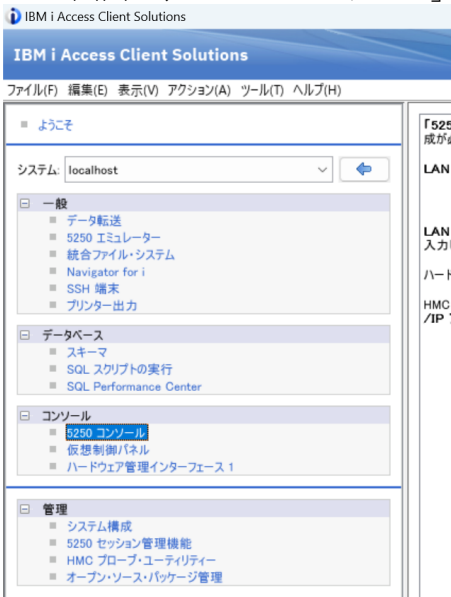 IBM i Access Client Solutions
IBM i Access Client Solutions
ファイル(F) 編集(E) 表示(V) アクション(A) ツール(T) ヘルプ(H)
ようこそ
システム: localhost
一般
データ転送
5250 エミュレーター
統合ファイル・システム
Navigator for i
SSH 端末
プリンター出力
データベース
スキーマ
SQL スクリプトの実行
SQL Performance Center
コンソール
5250 コンソール
仮想制御パネル
ハードウェア管理インターフェース 1
管理
システム構成
5250 セッション管理機能
HMC プローブ・ユーティリティー
オープン・ソース・パッケージ管理
「525
成が
LAN
LAN
入力
ハード
HMC
/IP